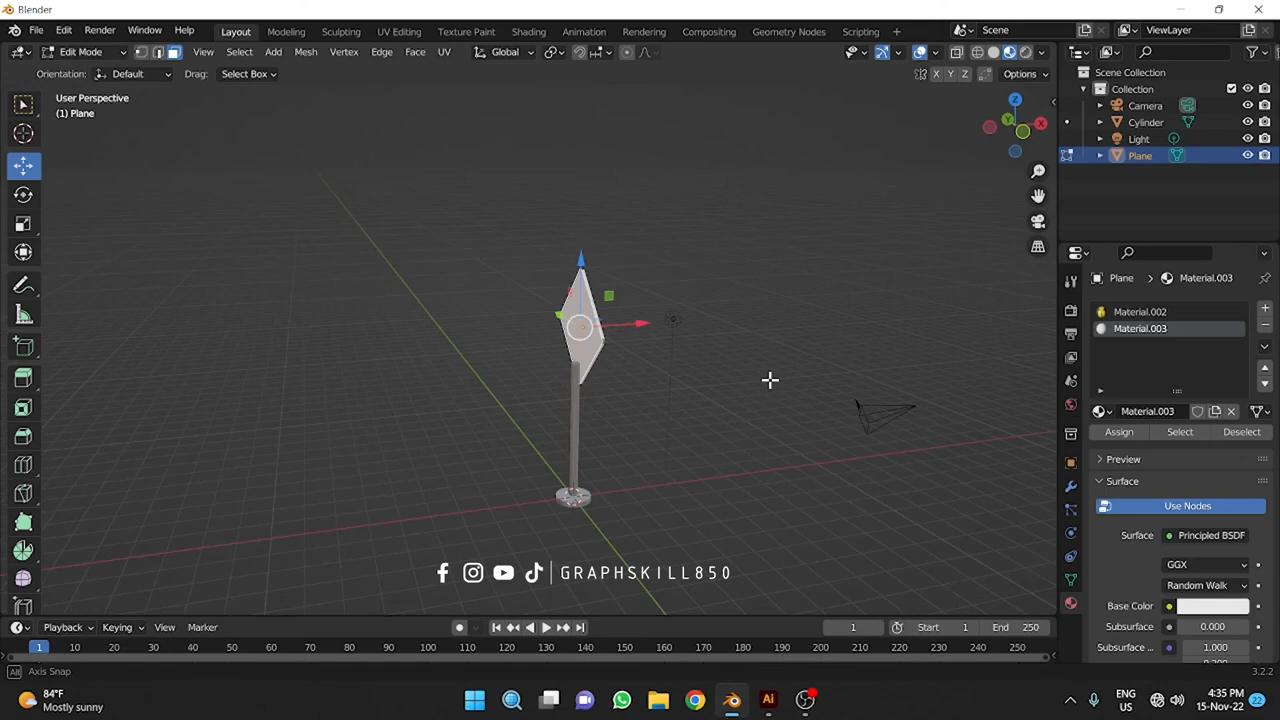 Blender
File Edit Render Window Help Layout Modeling Sculpting UV Editing Texture Paint Shading Animation Rendering Compositing Geometry Nodes Scripting + Scene ViewLayer
Edit Mode View Select Add Mesh Vertex Edge Face UV Global
Orientation: Default Drag: Select Box X Y Z Options
Scene Collection
Collection
Camera
Cylinder
Light
Plane
User Perspective
(1) Plane
Z
Y
X
Plane > Material.003
Material.002
Material.003
Material.003
Assign Select Deselect
Preview
Surface
Use Nodes
Surface Principled BSDF
GGX
Random Walk
Base Color
Subsurface 0.000
Subsurface ... 1.000
GRAPHSKILL850
Playback Keying View Marker 1 Start 1 End 250
1 10 20 30 40 50 60 70 80 90 100 110 120 130 140 150 160 170 180 190 200 210 220 230 240 250
Alt Axis Snap 3.2.2
84°F
Mostly sunny
Ai
ENG
US
4:35 PM
15-Nov-22
22